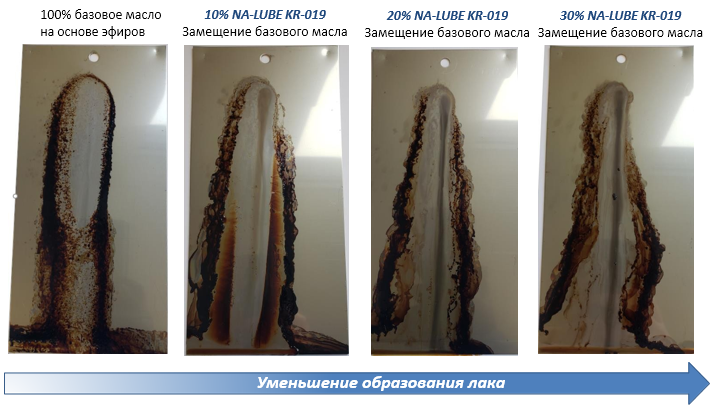 100% базовое масло
на основе эфиров
10% NA-LUBE KR-019
Замещение базового масла
20% NA-LUBE KR-019
Замещение базового масла
30% NA-LUBE KR-019
Замещение базового масла
Уменьшение образования лака